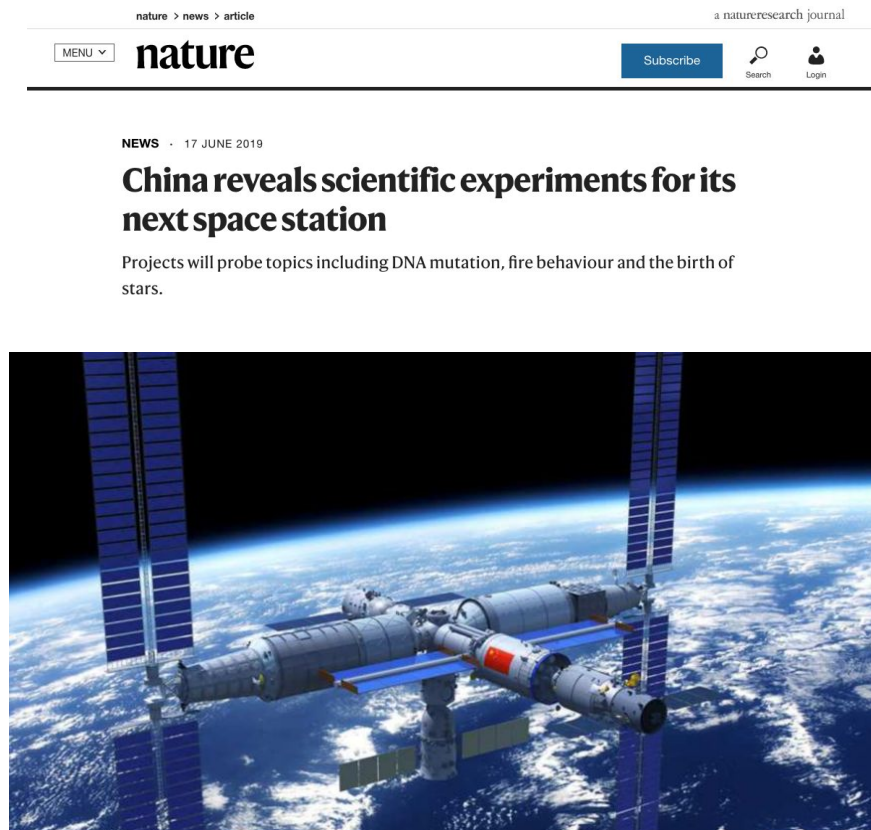 nature > news > article
a natureresearch journal
MENU
nature
Subscribe
Search
Login
NEWS · 17 JUNE 2019
China reveals scientific experiments for its
next space station
Projects will probe topics including DNA mutation, fire behaviour and the birth of
stars.